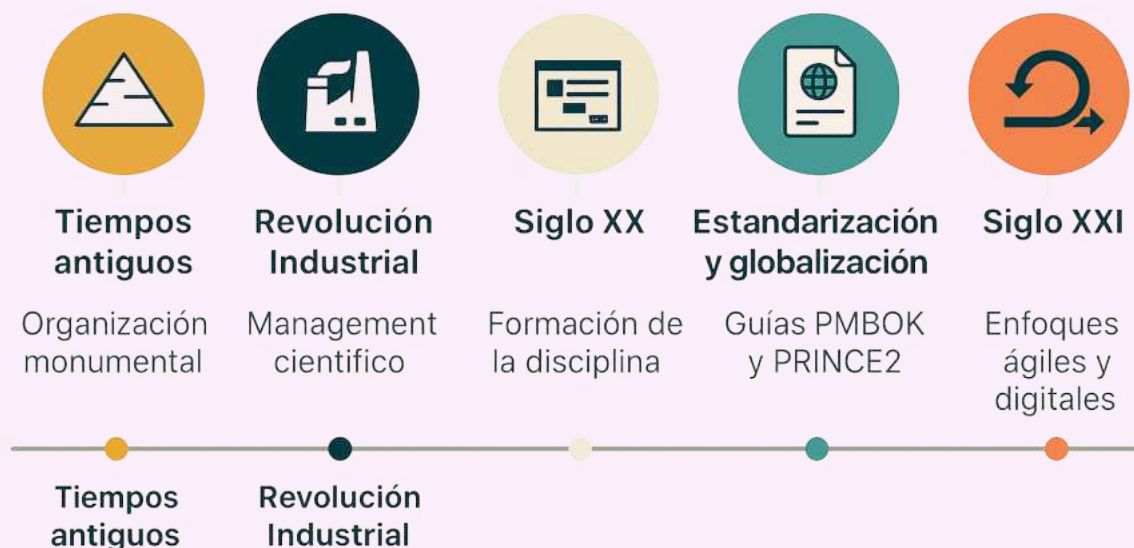 Tiempos
antiguos
Revolución
Industrial
Siglo XX
Estandarización
y globalización
Siglo XXI
Organización
monumental
Management
cientifico
Formación de
la disciplina
Guías PMBOK
y PRINCE2
Enfoques
ágiles y
digitales
Tiempos
antiguos
Revolución
Industrial